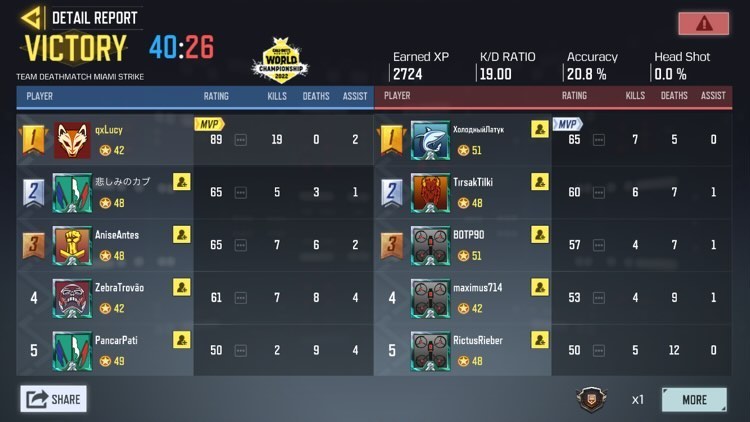 DETAIL REPORT
VICTORY 40:26
TEAM DEATHMATCH MIAMI STRIKE
WORLD CHAMPIONSHIP 2022
Earned XP K/D RATIO Accuracy Head Shot
2724 19.00 20.8 % 0.0 %
PLAYER RATING KILLS DEATHS ASSIST PLAYER RATING KILLS DEATHS ASSIST
1 qxLucy 42 MVP 89 19 0 2
1 ХолодныйЛатук 51 MVP 65 7 5 0
2 悲しみのカブ 48 65 5 3 1
2 TırsakTilki 48 60 6 7 1
3 AniseAntes 48 65 7 6 2
3 BOTP90 51 57 4 7 1
4 ZebraTrovão 42 61 7 8 4
4 maximus714 42 53 4 9 1
5 PancarPati 49 50 2 9 4
5 RictusRieber 48 50 5 12 0
SHARE x1 MORE